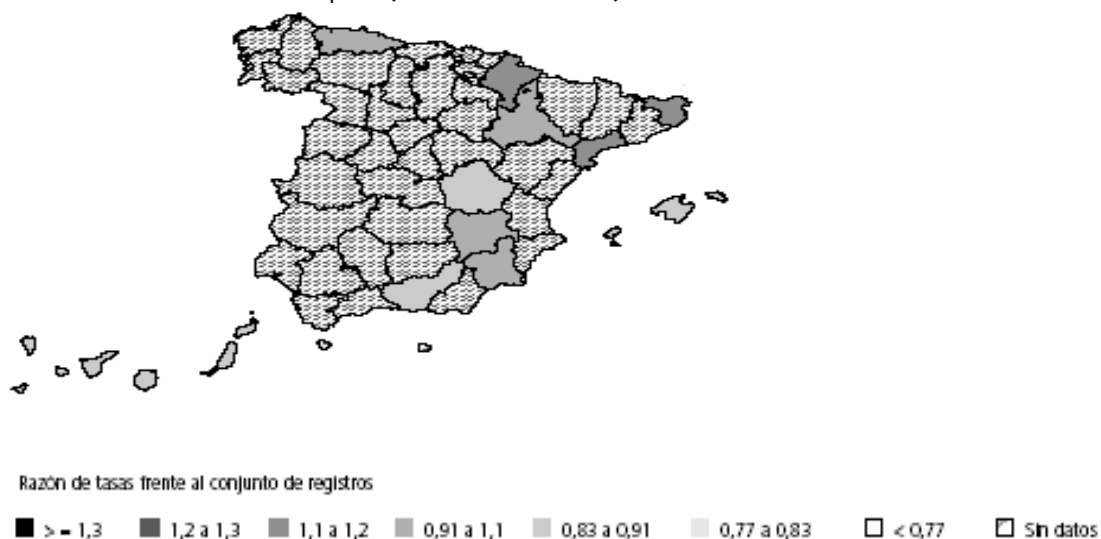 Razón de tasas frente al conjunto de registros
> = 1,3 1,2 a 1,3 1,1 a 1,2 0,91 a 1,1 0,83 a 0,91 0,77 a 0,83 < 0,77 Sin datos